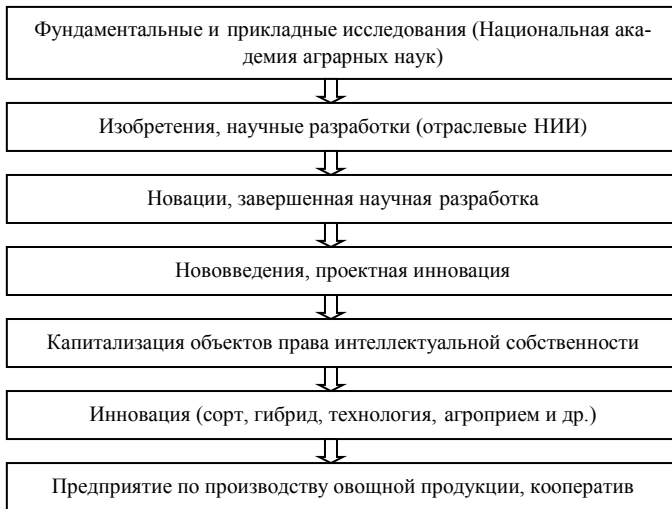 Фундаментальные и прикладные исследования (Национальная ака-
демия аграрных наук)
Изобретения, научные разработки (отраслевые НИИ)
Новации, завершенная научная разработка
Нововведения, проектная инновация
Капитализация объектов права интеллектуальной собственности
Инновация (сорт, гибрид, технология, агроприем и др.)
Предприятие по производству овощной продукции, кооператив